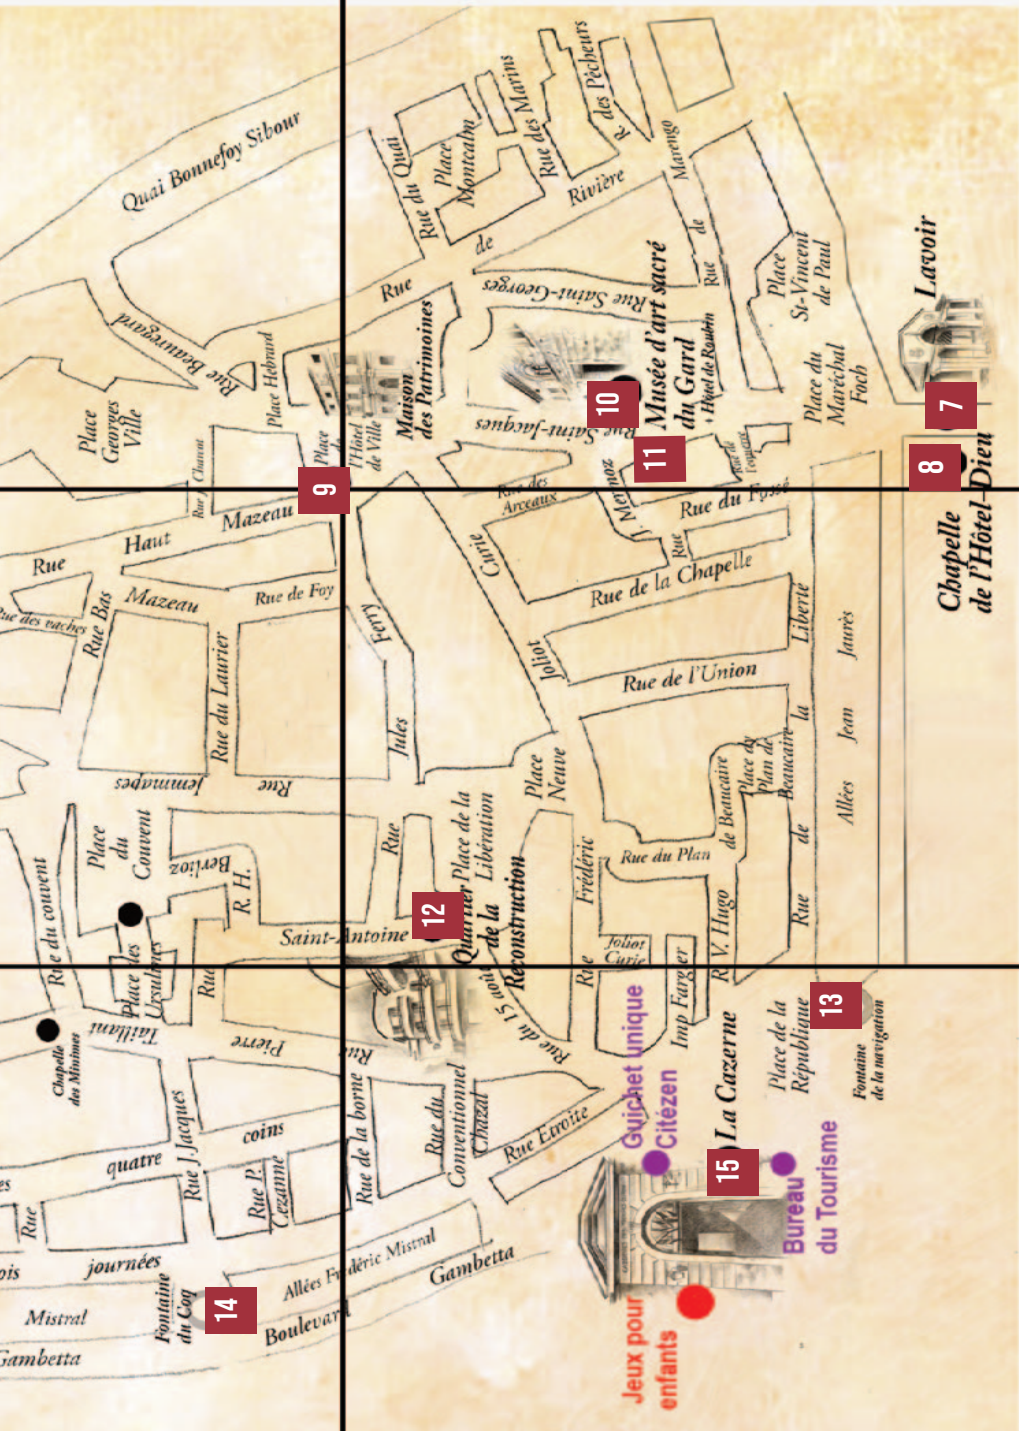 Quai Bonnefoy Sibour
Rue du Quai
Place
Montcalm
Rue des Marins
R. des Pêcheurs
Rue
de
Rivière
Marengo
Rue Beauregard
Place
Georges
Ville
Place Hébrard
Rue J. Chauvet
Place
de
l'Hôtel
de Ville
Maison
des Patrimoines
Rue Saint-Georges
Rue de
Place
St-Vincent
de Paul
Lavoir
Musée d'art sacré
du Gard
Hôtel de Raulin
Rue Saint-Jacques
Place du
Maréchal
Foch
10
11
7
8
9
Chapelle
de l'Hôtel-Dieu
Rue
Haut
Mazeau
Rue des vaches
Rue Bas
Mazeau
Rue de Foy
Rue du Laurier
Rue des
Arceaux
J. Mermoz
Rue
Rue du Fossé
Rue de la Chapelle
Curie
Joliot
Ferry
Jules
Rue
Rue de l'Union
Rue
de
la
Liberté
Allées
Jean
Jaurès
Rue
Jemmapes
Place
Neuve
Place du
Plan de
Beaucaire
de Beaucaire
Rue du Plan
Rue du couvent
Place
du
Couvent
R. H.
Berlioz
Saint-Antoine
Rue
12
Place de la
Libération
Quartier
de la
Reconstruction
Rue
Frédéric
Joliot
Curie
R. V. Hugo
Imp Farger
Place des
Ursulines
Chapelle
des Minimes
Rue
Pierre
Taillant
Rue du 15 août
Guichet unique
Citézen
La Cazerne
15
Place de la
République
13
Fontaine
de la navigation
Bureau
du Tourisme
Jeux pour
enfants
Rue J. Jacques
quatre
coins
Rue P.
Cezanne
Rue de la borne
Rue du
Conventionnel
Chazal
Rue Etroite
Rue
journées
Mistral
Gambetta
Fontaine
du Coq
14
Allées Frédéric Mistral
Boulevard
Gambetta